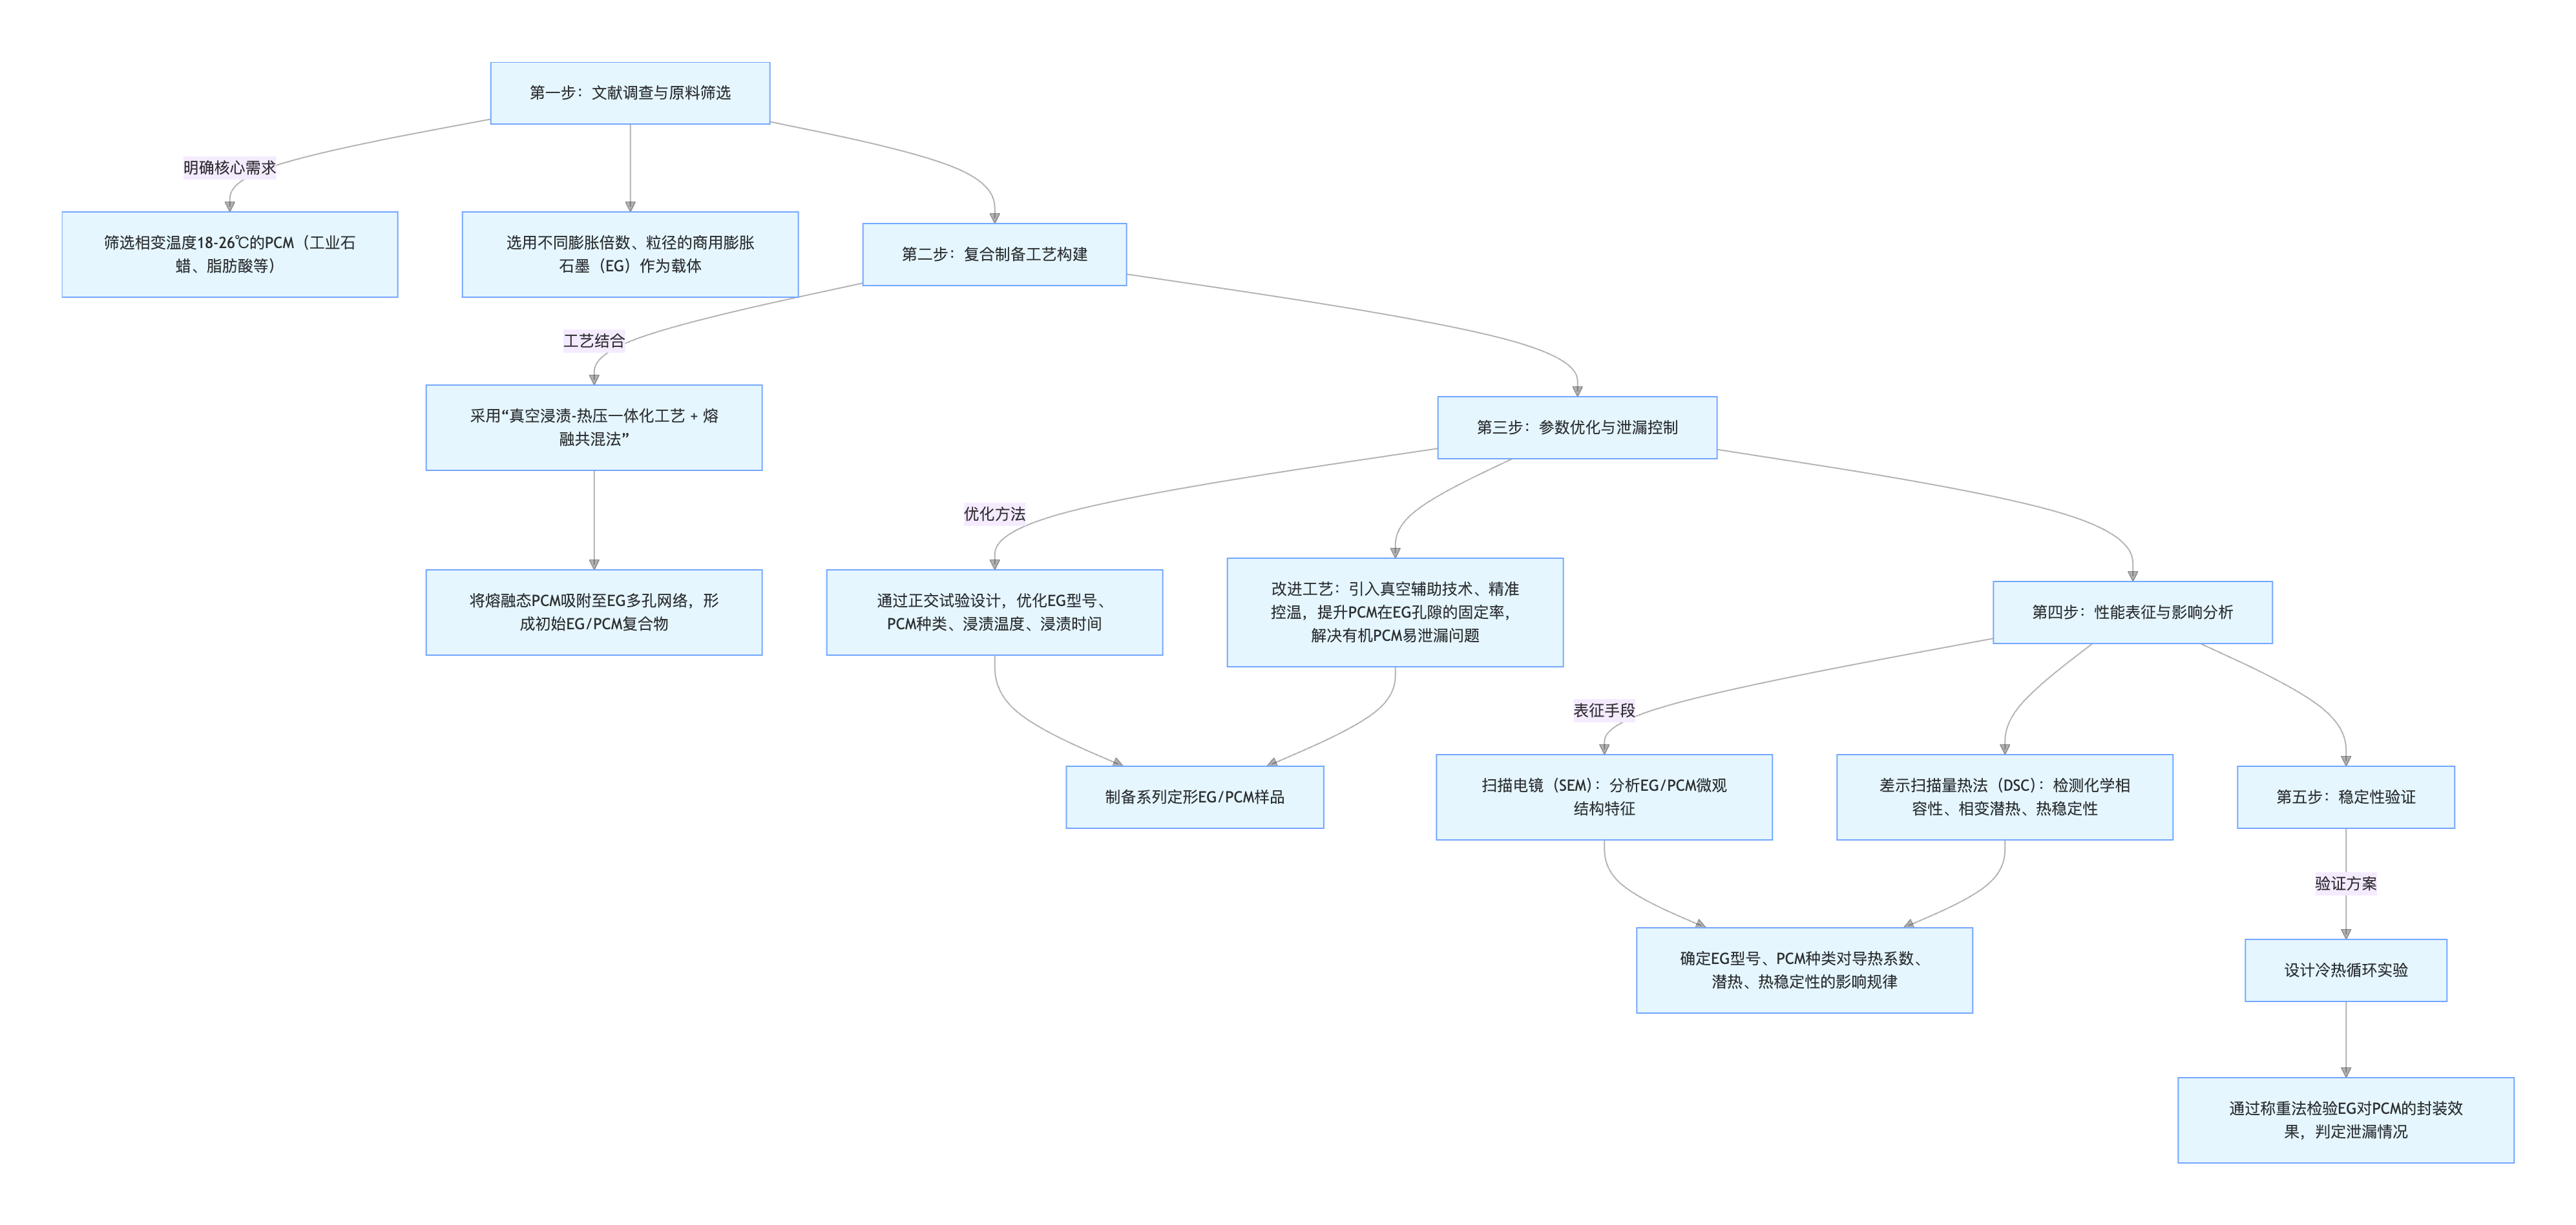 第一步：文献调查与原料筛选
明确核心需求
筛选相变温度18-26℃的PCM（工业石
蜡、脂肪酸等）
选用不同膨胀倍数、粒径的商用膨胀
石墨（EG）作为载体
第二步：复合制备工艺构建
工艺结合
采用“真空浸渍-热压一体化工艺 + 熔
融共混法”
第三步：参数优化与泄漏控制
优化方法
将熔融态PCM吸附至EG多孔网络，形
成初始EG/PCM复合物
通过正交试验设计，优化EG型号、
PCM种类、浸渍温度、浸渍时间
改进工艺：引入真空辅助技术、精准
控温，提升PCM在EG孔隙的固定率，
解决有机PCM易泄漏问题
第四步：性能表征与影响分析
表征手段
制备系列定形EG/PCM样品
扫描电镜（SEM）：分析EG/PCM微观
结构特征
差示扫描量热法（DSC）：检测化学相
容性、相变潜热、热稳定性
第五步：稳定性验证
验证方案
确定EG型号、PCM种类对导热系数、
潜热、热稳定性的影响规律
设计冷热循环实验
通过称重法检验EG对PCM的封装效
果，判定泄漏情况